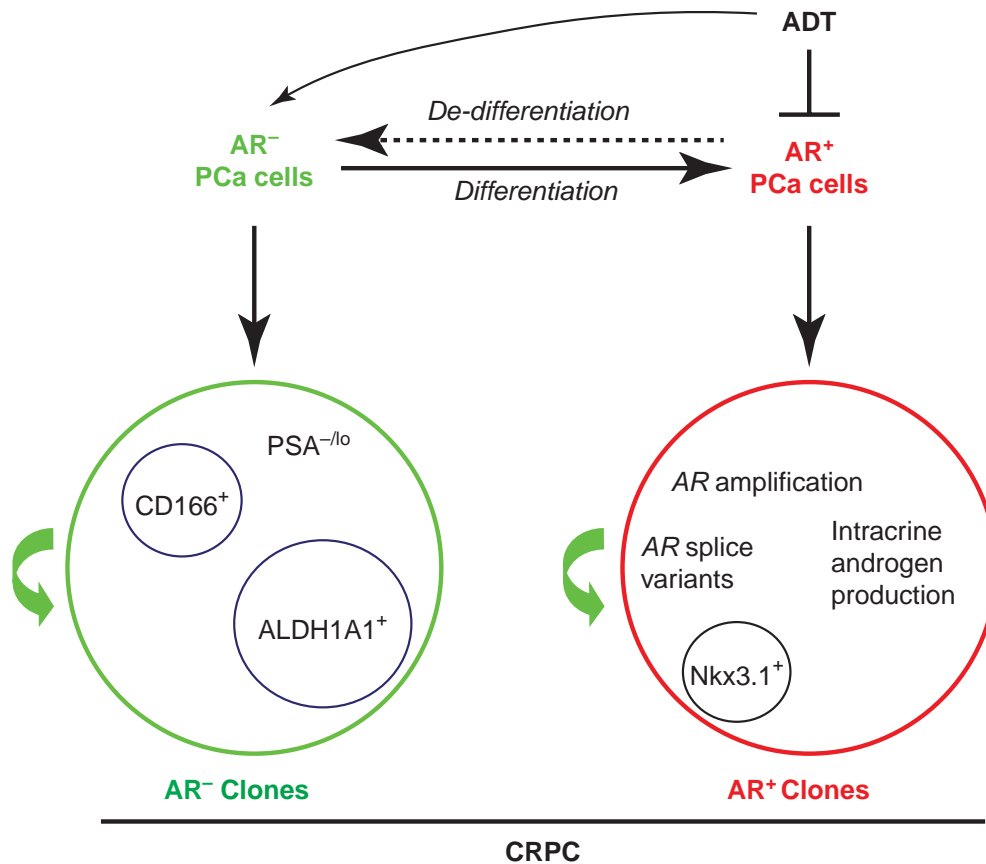 ADT
De-differentiation
AR⁻
PCa cells
AR⁺
PCa cells
Differentiation
PSA⁻/ˡᵒ
CD166⁺
ALDH1A1⁺
AR amplification
AR splice
variants
Intracrine
androgen
production
Nkx3.1⁺
AR⁻ Clones
AR⁺ Clones
CRPC